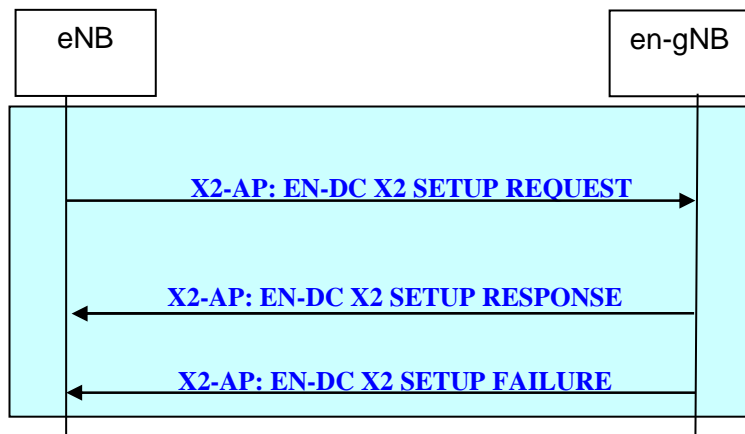 eNB
en-gNB
X2-AP: EN-DC X2 SETUP REQUEST
X2-AP: EN-DC X2 SETUP RESPONSE
X2-AP: EN-DC X2 SETUP FAILURE